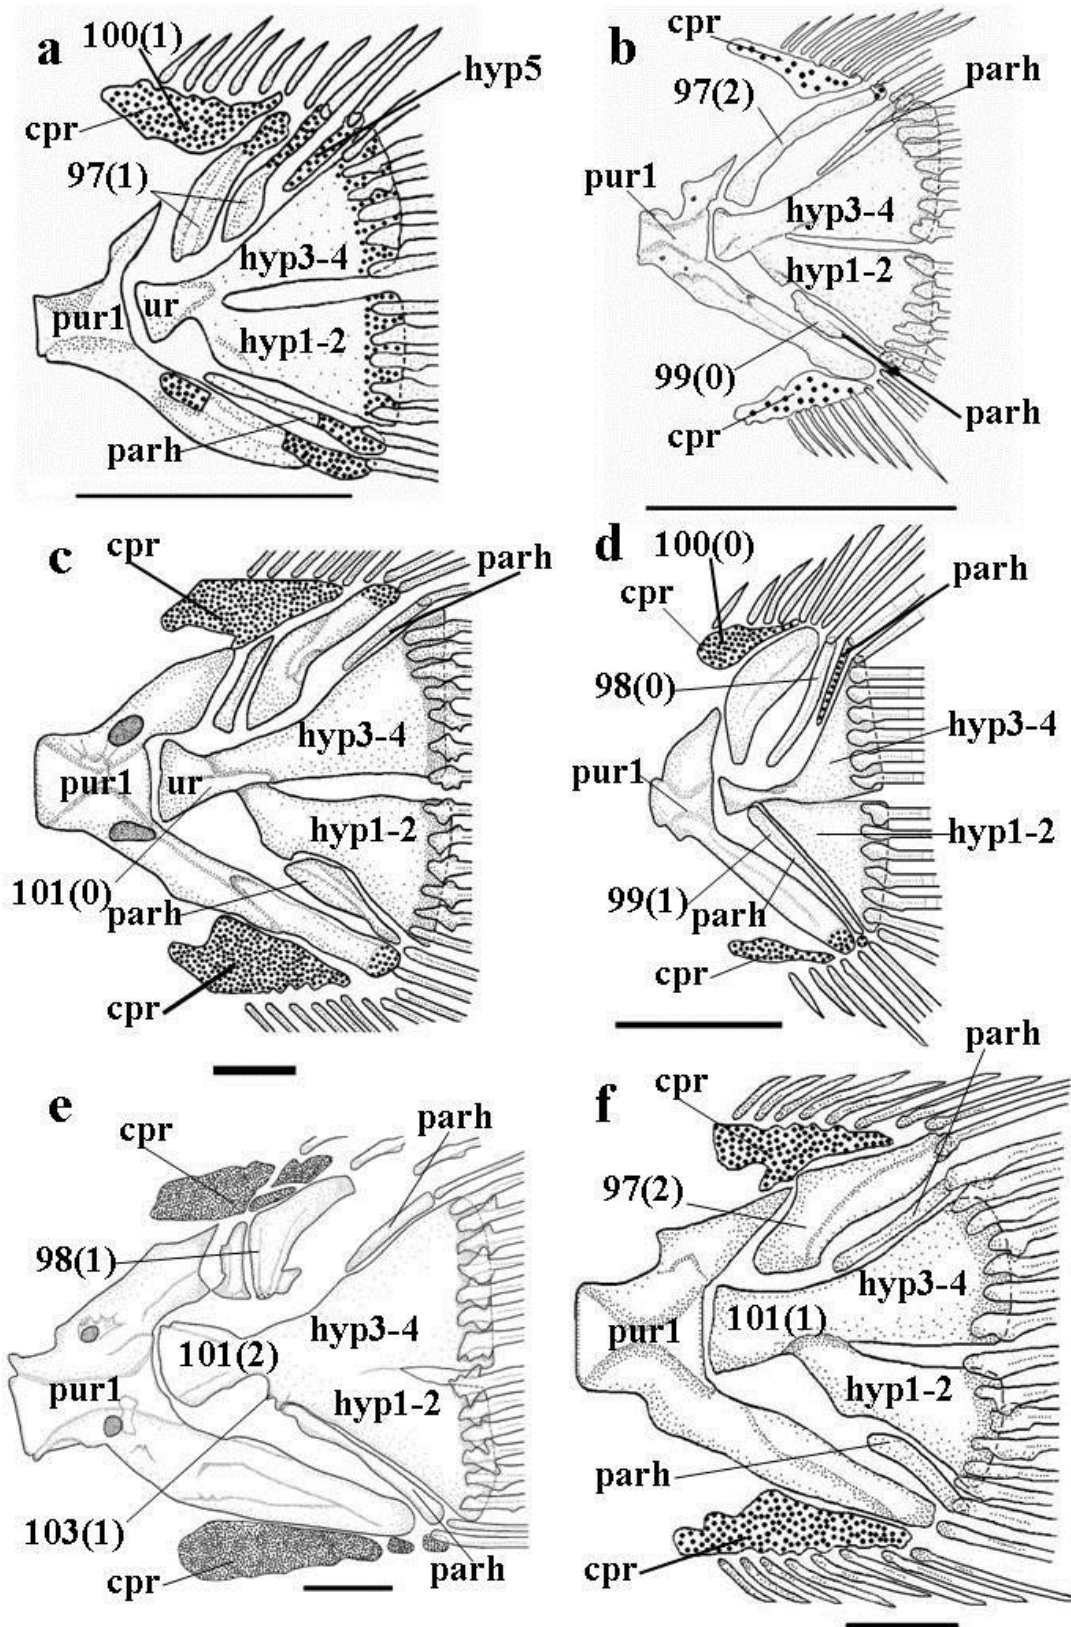 a
100(1)
hyp5
cpr
97(1)
hyp3-4
ur
pur1
hyp1-2
parh
b
cpr
parh
97(2)
pur1
hyp3-4
hyp1-2
99(0)
parh
cpr
c
cpr
parh
hyp3-4
pur1
ur
hyp1-2
101(0)
parh
cpr
d
100(0)
parh
cpr
98(0)
hyp3-4
pur1
hyp1-2
99(1)
parh
cpr
e
cpr
parh
98(1)
hyp3-4
101(2)
pur1
hyp1-2
103(1)
parh
cpr
f
parh
cpr
97(2)
hyp3-4
101(1)
pur1
hyp1-2
parh
cpr